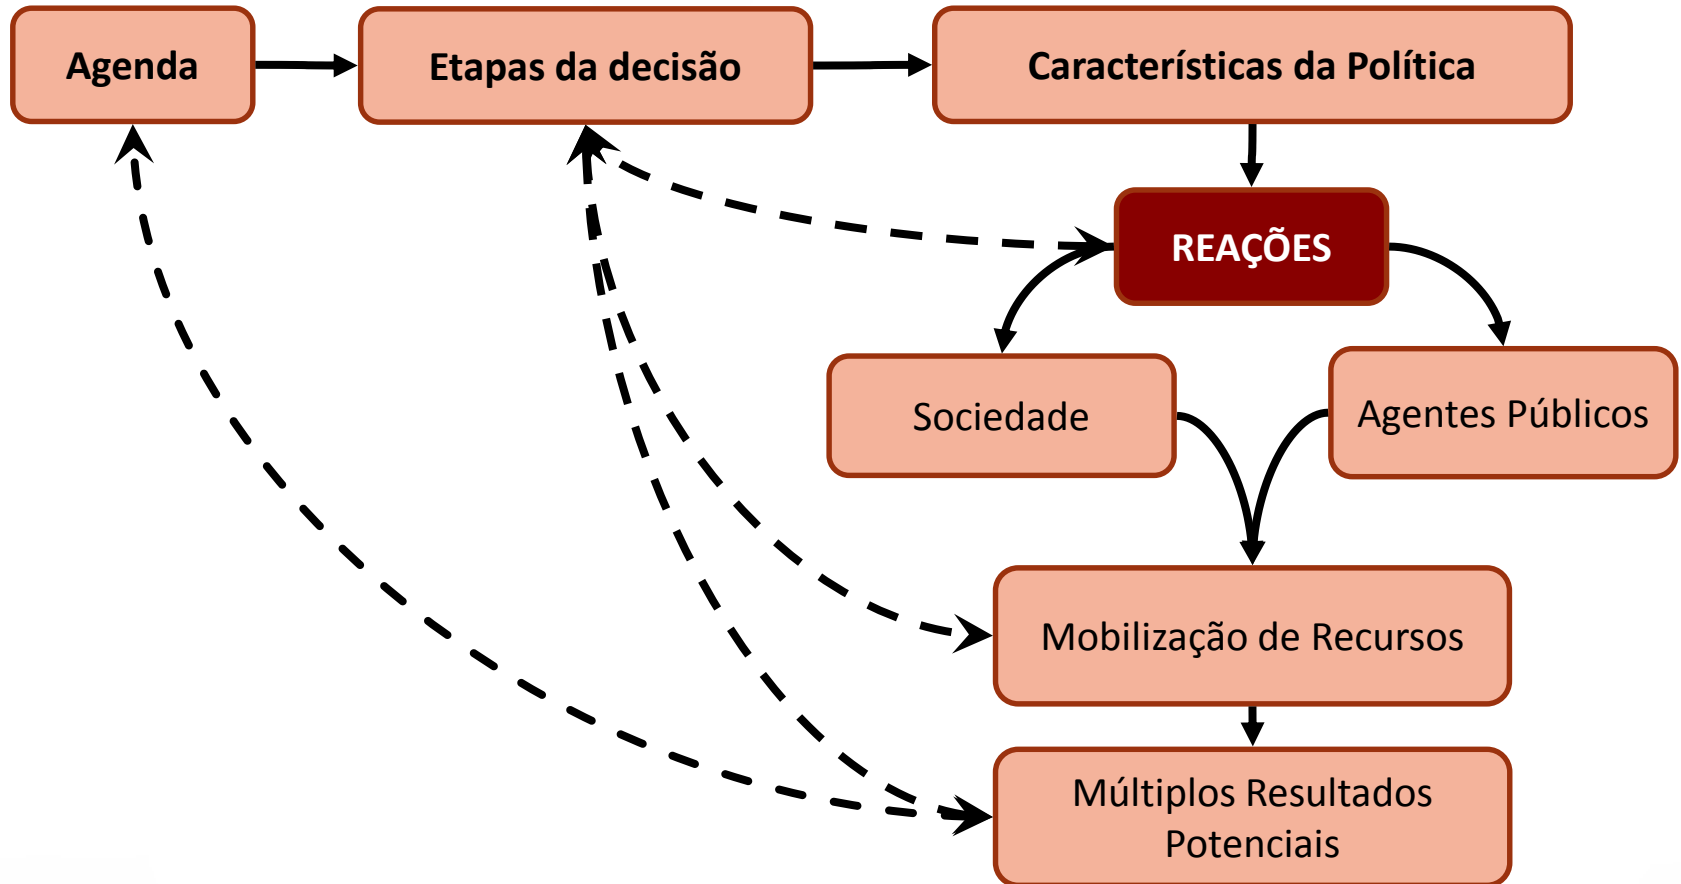 Agenda
Etapas da decisão
Características da Política
REAÇÕES
Sociedade
Agentes Públicos
Mobilização de Recursos
Múltiplos Resultados
Potenciais